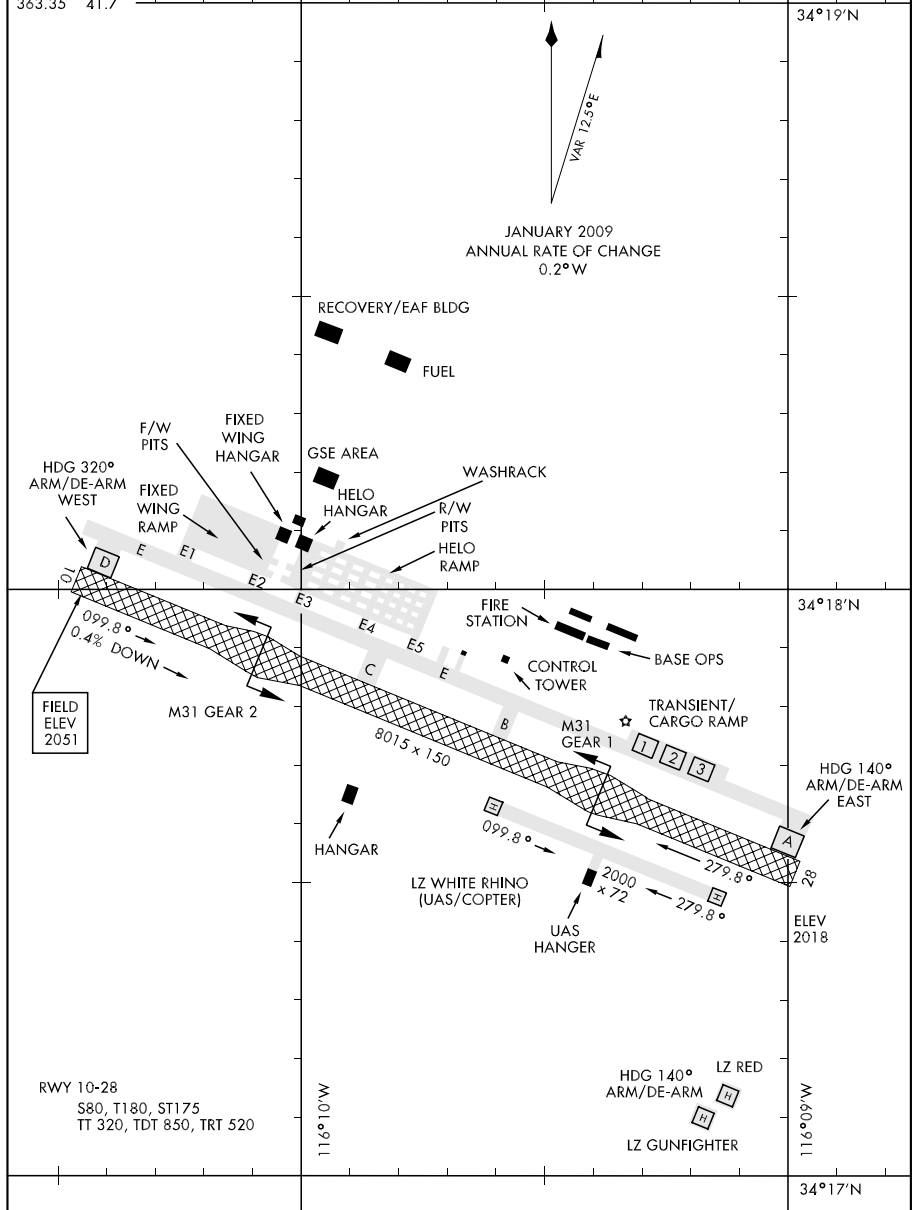 363.35 41.7
34°19'N
VAR 12.5°E
JANUARY 2009
ANNUAL RATE OF CHANGE
0.2°W
RECOVERY/EAF BLDG
FUEL
F/W
PITS
FIXED
WING
HANGAR
GSE AREA
HDG 320°
ARM/DE-ARM
WEST
FIXED
WING
RAMP
HELO
HANGAR
WASHRACK
R/W
PITS
HELO
RAMP
D
E
E1
E2
E3
E4
E5
E
10
34°18'N
FIRE
STATION
BASE OPS
099.8°
0.4% DOWN
C
CONTROL
TOWER
FIELD
ELEV
2051
M31 GEAR 2
B
M31
GEAR 1
TRANSIENT/
CARGO RAMP
1
2
3
8015 x 150
HDG 140°
ARM/DE-ARM
EAST
A
HANGAR
H
099.8°
279.8°
28
LZ WHITE RHINO
(UAS/COPTER)
2000
x 72
279.8°
H
UAS
HANGER
ELEV
2018
RWY 10-28
S80, T180, ST175
TT 320, TDT 850, TRT 520
116°10'W
HDG 140°
ARM/DE-ARM
LZ RED
H
H
LZ GUNFIGHTER
116°09'W
34°17'N